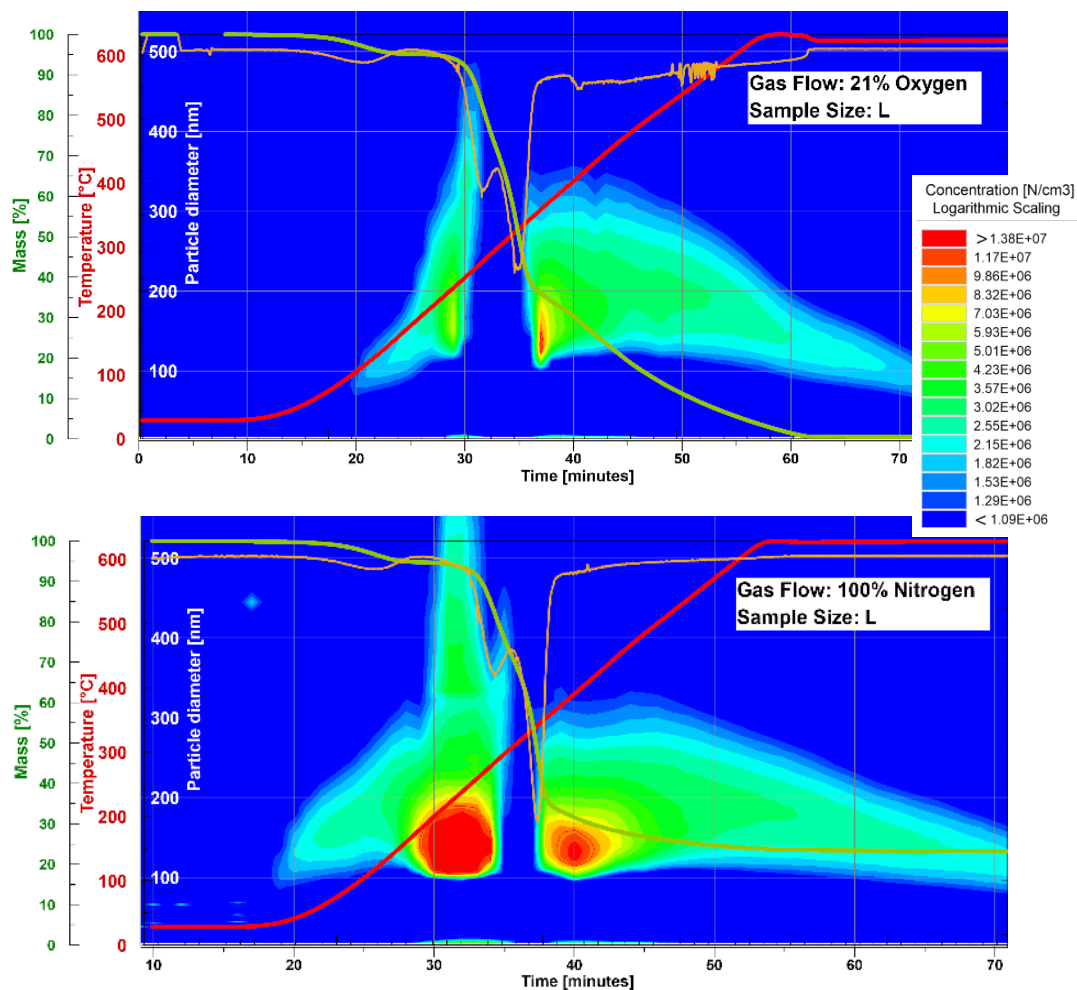 100
90
80
70
60
50
40
30
20
10
0
Mass [%]
600
500
400
300
200
100
0
Temperature [°C]
500
400
300
200
100
Particle diameter [nm]
Gas Flow: 21% Oxygen
Sample Size: L
0 10 20 30 40 50 60 70
Time [minutes]
Concentration [N/cm3]
Logarithmic Scaling
> 1.38E+07
1.17E+07
9.86E+06
8.32E+06
7.03E+06
5.93E+06
5.01E+06
4.23E+06
3.57E+06
3.02E+06
2.55E+06
2.15E+06
1.82E+06
1.53E+06
1.29E+06
< 1.09E+06
100
90
80
70
60
50
40
30
20
10
0
Mass [%]
600
500
400
300
200
100
0
Temperature [°C]
500
400
300
200
100
Particle diameter [nm]
Gas Flow: 100% Nitrogen
Sample Size: L
10 20 30 40 50 60 70
Time [minutes]